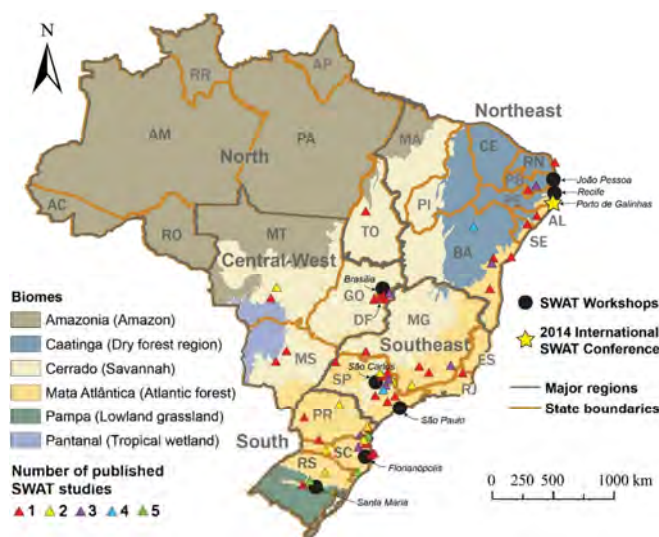 N
RR
AP
Northeast
AM
PA
MA
CE
RN
North
PB
João Pessoa
Recife
PE
Porto de Galinhas
AC
PI
AL
TO
SE
RO
MT
BA
Central-West
Brasília
GO
DF
MG
Southeast
MS
ES
São Carlos
SP
RJ
PR
São Paulo
South
SC
Florianópolis
RS
Santa Maria
Biomes
Amazonia (Amazon)
Caatinga (Dry forest region)
Cerrado (Savannah)
Mata Atlântica (Atlantic forest)
Pampa (Lowland grassland)
Pantanal (Tropical wetland)
Number of published
SWAT studies
1 2 3 4 5
SWAT Workshops
2014 International
SWAT Conference
Major regions
State boundaries
0 250 500 1000 km